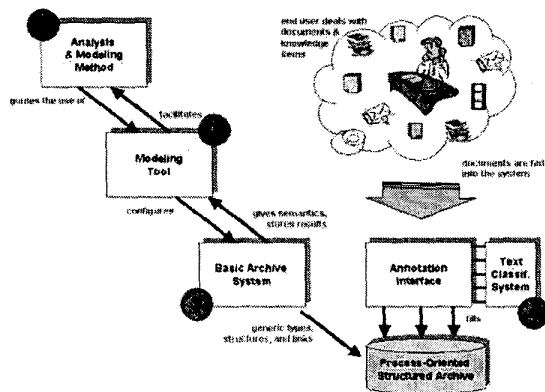 Analysis
& Modeling
Method
guides the use of
facilitates
Modeling
Tool
configures
gives semantics,
stores results
Basic Archive
System
generic types,
structures, and links
end user deals with
documents &
knowledge
items
documents are fed
into the system
Annotation
Interface
Text
Classif.
System
fills
Process-Oriented
Structured Archive